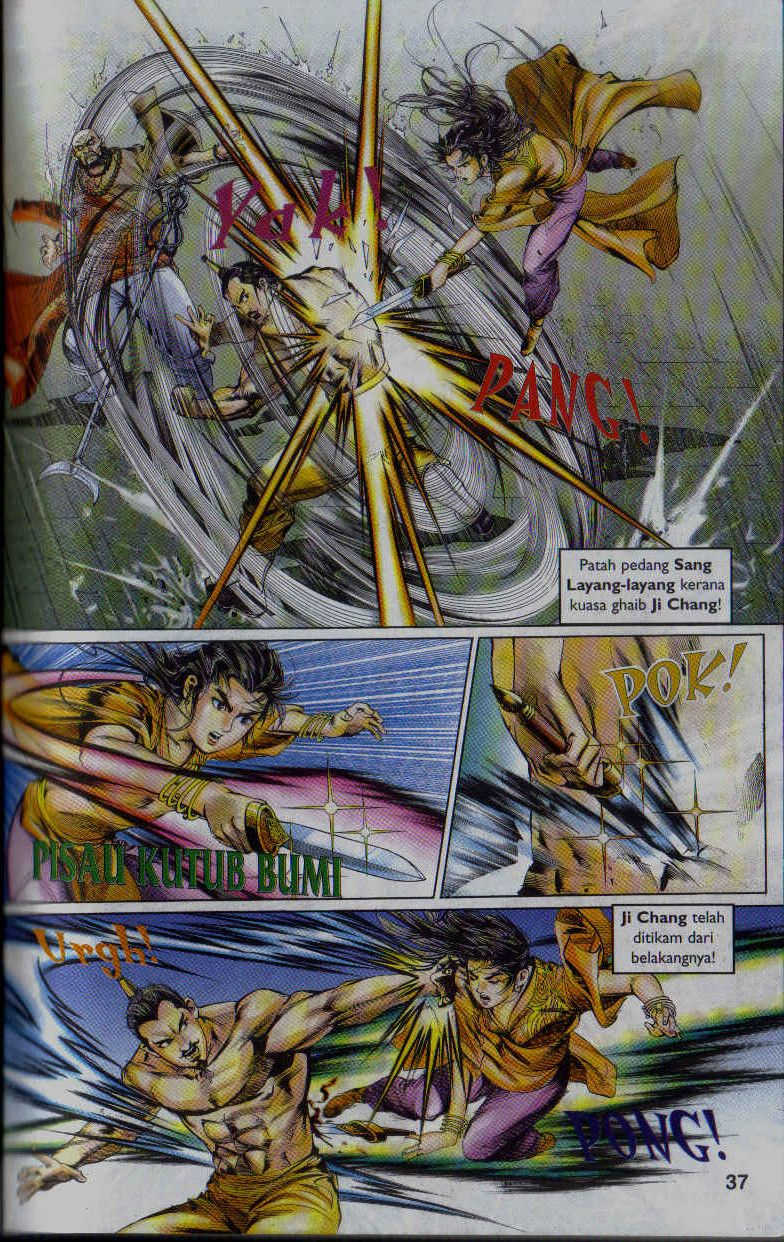 Yak!
PANG!
Patah pedang Sang
Layang-layang kerana
kuasa ghaib Ji Chang!
PISAU KUTUB BUMI
POK!
Urgh!
Ji Chang telah
ditikam dari
belakangnya!
PONG!
37